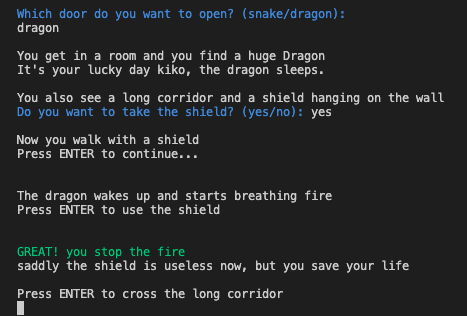 Which door do you want to open? (snake/dragon):
dragon
You get in a room and you find a huge Dragon
It's your lucky day kiko, the dragon sleeps.
You also see a long corridor and a shield hanging on the wall
Do you want to take the shield? (yes/no): yes
Now you walk with a shield
Press ENTER to continue...
The dragon wakes up and starts breathing fire
Press ENTER to use the shield
GREAT! you stop the fire
saddly the shield is useless now, but you save your life
Press ENTER to cross the long corridor